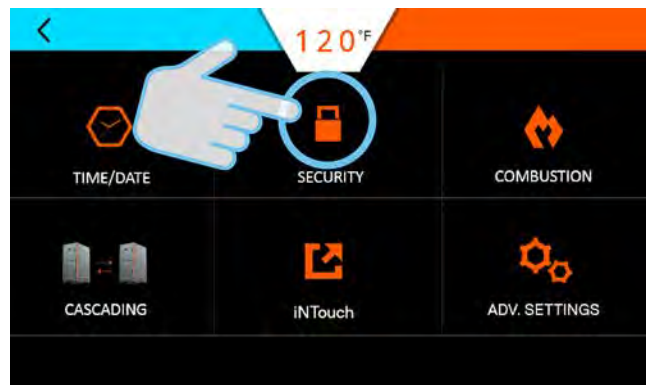 120°F
TIME/DATE
SECURITY
COMBUSTION
CASCADING
iNTouch
ADV. SETTINGS